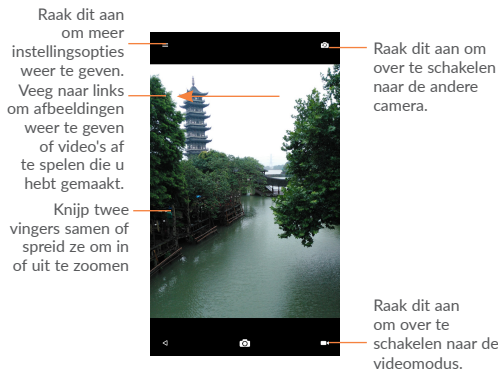 Raak dit aan
om meer
instellingsopties
weer te geven.
Veeg naar links
om afbeeldingen
weer te geven
of video's af
te spelen die u
hebt gemaakt.
Knijp twee
vingers samen of
spreid ze om in
of uit te zoomen
Raak dit aan om
over te schakelen
naar de andere
camera.
Raak dit aan
om over te
schakelen naar de
videomodus.